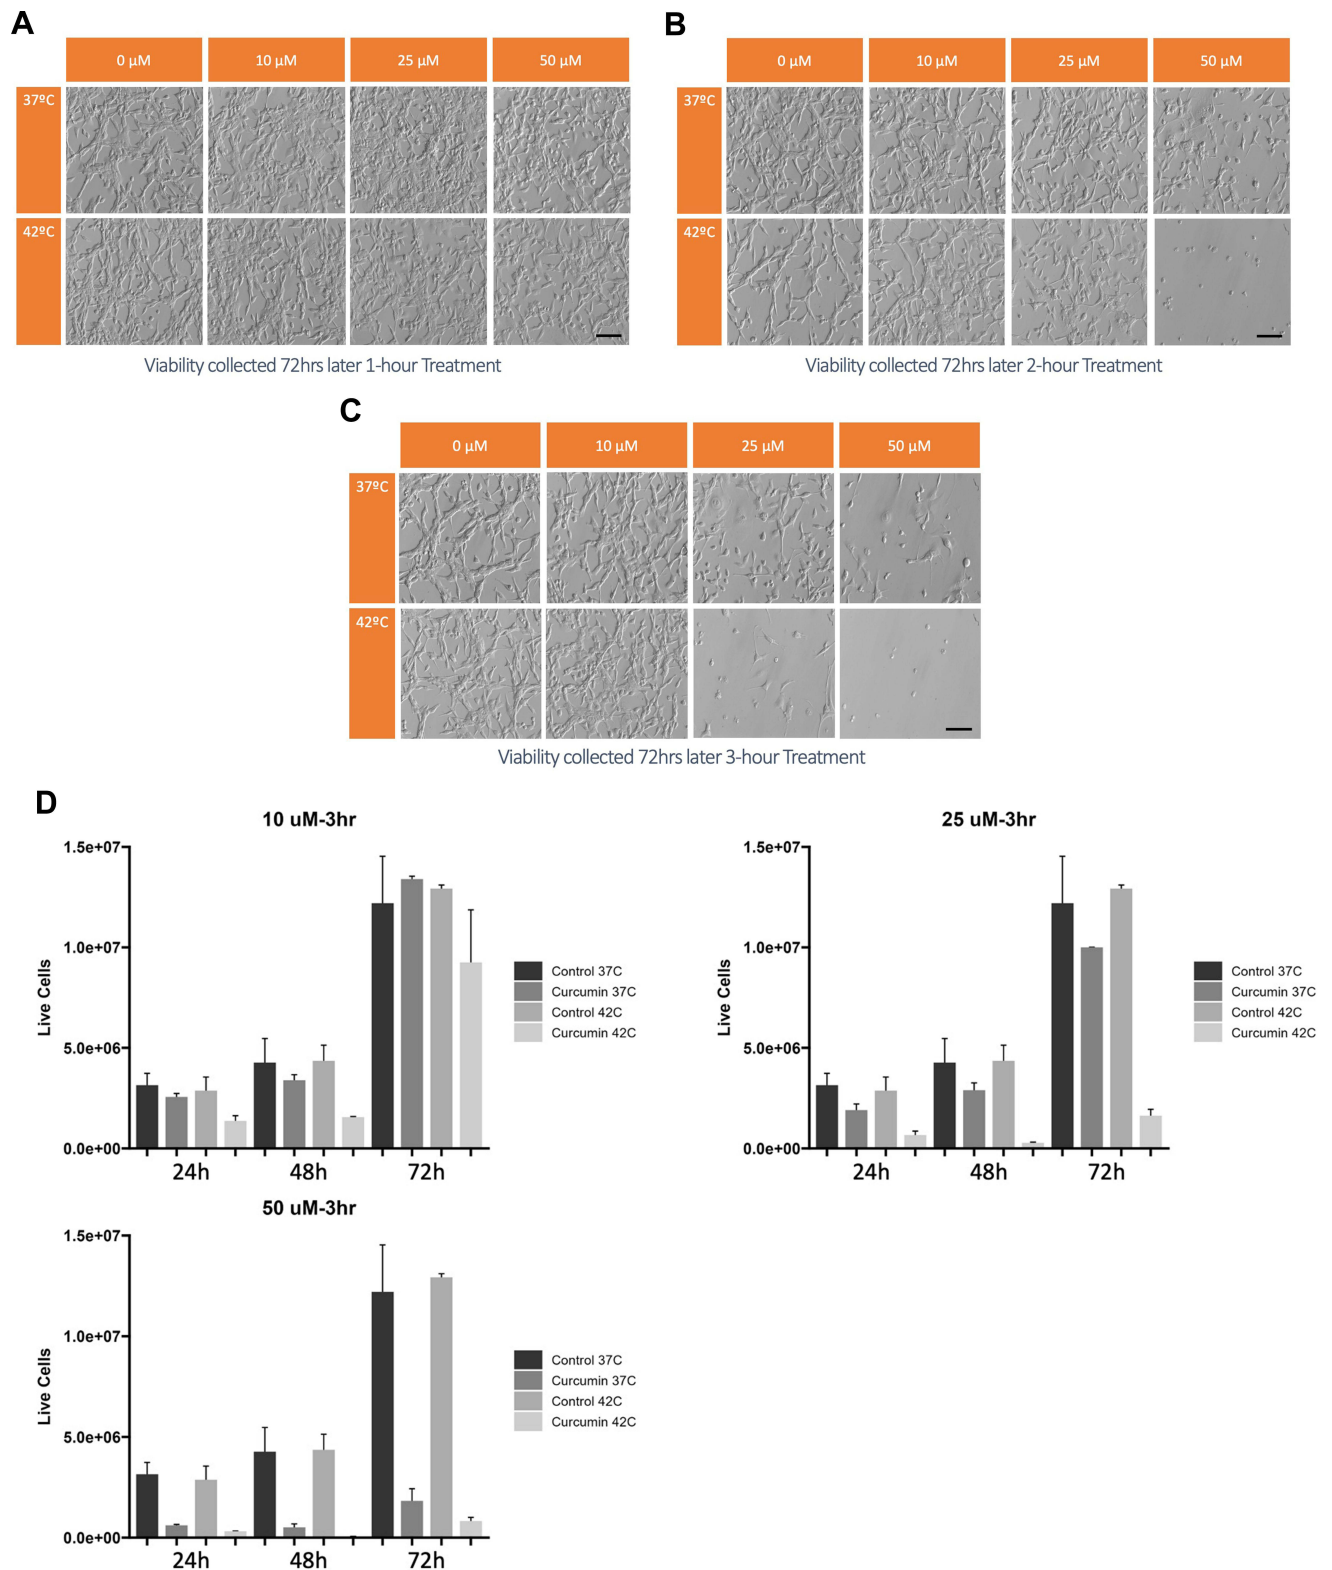 A
0 µM 10 µM 25 µM 50 µM
37ºC
42ºC
Viability collected 72hrs later 1-hour Treatment
B
0 µM 10 µM 25 µM 50 µM
37ºC
42ºC
Viability collected 72hrs later 2-hour Treatment
C
0 µM 10 µM 25 µM 50 µM
37ºC
42ºC
Viability collected 72hrs later 3-hour Treatment
D
10 uM-3hr
1.5e+07
1.0e+07
5.0e+06
0.0e+00
Live Cells
24h 48h 72h
Control 37C
Curcumin 37C
Control 42C
Curcumin 42C
25 uM-3hr
1.5e+07
1.0e+07
5.0e+06
0.0e+00
Live Cells
24h 48h 72h
Control 37C
Curcumin 37C
Control 42C
Curcumin 42C
50 uM-3hr
1.5e+07
1.0e+07
5.0e+06
0.0e+00
Live Cells
24h 48h 72h
Control 37C
Curcumin 37C
Control 42C
Curcumin 42C